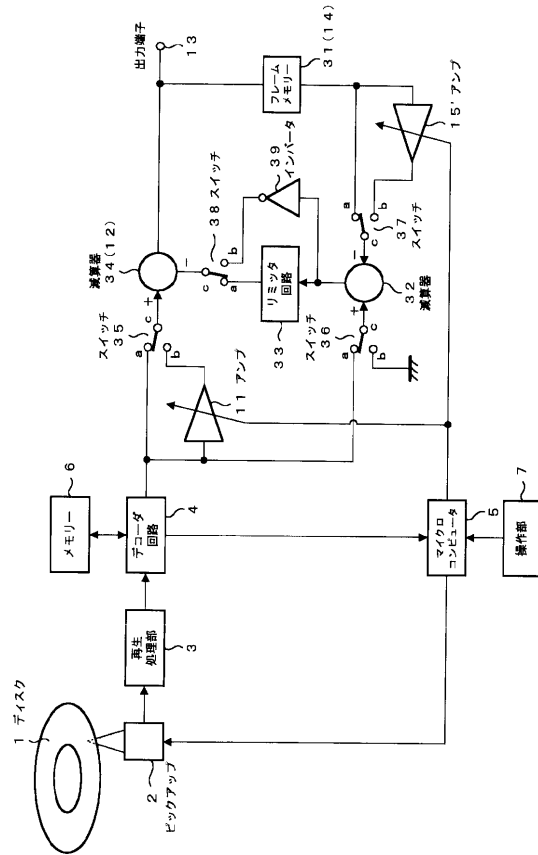 1 ディスク
2
ピックアップ
再生
処理部
3
メモリー
6
デコーダ
回路
4
マイクロ
コンピュータ
5
操作部
7
スイッチ
35
a
b
c
+
11 アンプ
減算器
34(12)
−
出力端子
13
38 スイッチ
c
a
b
リミッタ
回路
33
39
インバータ
フレーム
メモリー
31(14)
スイッチ
36
a
b
c
+
32
減算器
−
a
b
c
37
スイッチ
15' アンプ